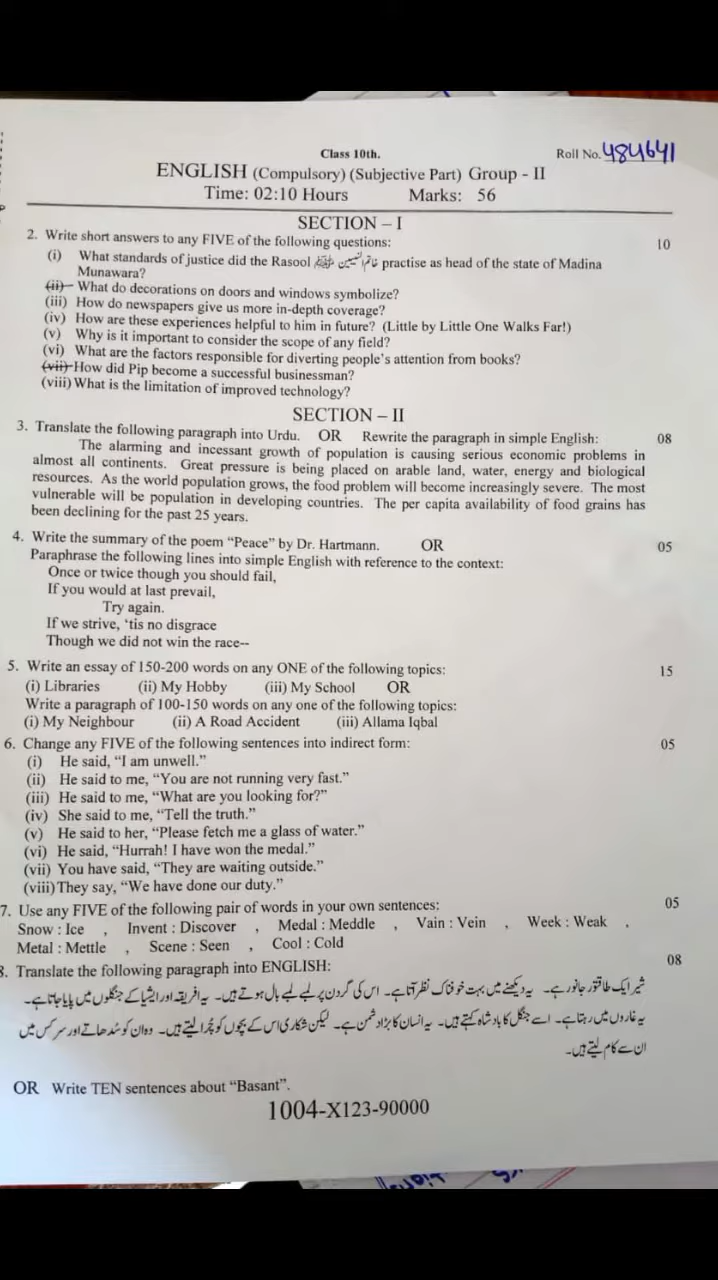 Class 10th.
Roll No. 484641
ENGLISH (Compulsory) (Subjective Part) Group - II
Time: 02:10 Hours Marks: 56
SECTION – I
2. Write short answers to any FIVE of the following questions: 10
(i) What standards of justice did the Rasool خاتم النبیین ﷺ practise as head of the state of Madina
Munawara?
(ii) What do decorations on doors and windows symbolize?
(iii) How do newspapers give us more in-depth coverage?
(iv) How are these experiences helpful to him in future? (Little by Little One Walks Far!)
(v) Why is it important to consider the scope of any field?
(vi) What are the factors responsible for diverting people's attention from books?
(vii) How did Pip become a successful businessman?
(viii) What is the limitation of improved technology?
SECTION – II
3. Translate the following paragraph into Urdu. OR Rewrite the paragraph in simple English: 08
The alarming and incessant growth of population is causing serious economic problems in
almost all continents. Great pressure is being placed on arable land, water, energy and biological
resources. As the world population grows, the food problem will become increasingly severe. The most
vulnerable will be population in developing countries. The per capita availability of food grains has
been declining for the past 25 years.
4. Write the summary of the poem "Peace" by Dr. Hartmann. OR 05
Paraphrase the following lines into simple English with reference to the context:
Once or twice though you should fail,
If you would at last prevail,
Try again.
If we strive, 'tis no disgrace
Though we did not win the race--
5. Write an essay of 150-200 words on any ONE of the following topics: 15
(i) Libraries (ii) My Hobby (iii) My School OR
Write a paragraph of 100-150 words on any one of the following topics:
(i) My Neighbour (ii) A Road Accident (iii) Allama Iqbal
6. Change any FIVE of the following sentences into indirect form: 05
(i) He said, "I am unwell."
(ii) He said to me, "You are not running very fast."
(iii) He said to me, "What are you looking for?"
(iv) She said to me, "Tell the truth."
(v) He said to her, "Please fetch me a glass of water."
(vi) He said, "Hurrah! I have won the medal."
(vii) You have said, "They are waiting outside."
(viii) They say, "We have done our duty."
7. Use any FIVE of the following pair of words in your own sentences: 05
Snow : Ice , Invent : Discover , Medal : Meddle , Vain : Vein , Week : Weak ,
Metal : Mettle , Scene : Seen , Cool : Cold
8. Translate the following paragraph into ENGLISH: 08
شیر ایک طاقتور جانور ہے۔ یہ دیکھنے میں بہت خوفناک نظر آتا ہے۔ اس کی گردن پر لمبے لمبے بال ہوتے ہیں۔ یہ افریقہ اور ایشیا کے جنگلوں میں پایا جاتا ہے۔
یہ غاروں میں رہتا ہے۔ اسے جنگل کا بادشاہ کہتے ہیں۔ یہ انسان کا بڑا دشمن ہے۔ لیکن شکاری اس کے بچوں کو چُرا لیتے ہیں۔ وہ ان کو سُدھاتے اور سرکس میں
ان سے کام لیتے ہیں۔
OR Write TEN sentences about "Basant".
1004-X123-90000